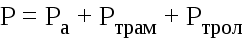 P = Pа + Pтрам + Pтрол